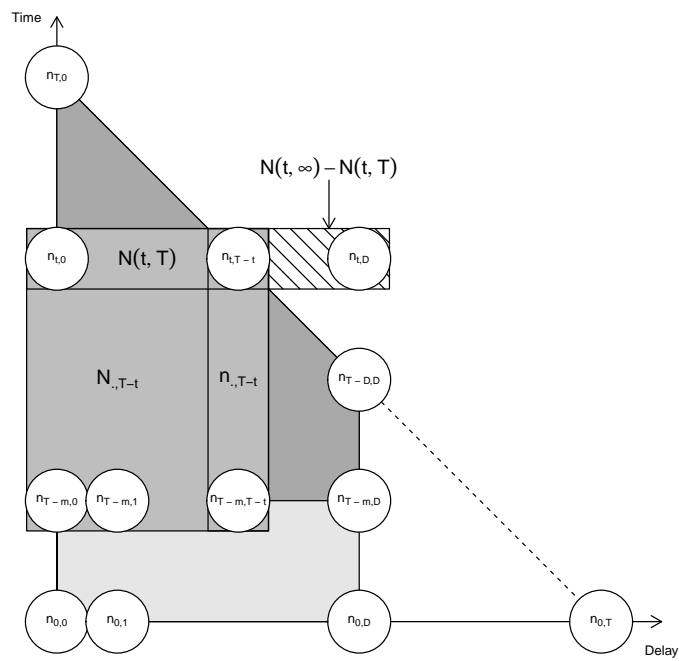 Time
n_{T,0}
N(t, ∞) − N(t, T)
n_{t,0} N(t, T) n_{t,T−t} n_{t,D}
N_{.,T−t} n_{.,T−t} n_{T−D,D}
n_{T−m,0} n_{T−m,1} n_{T−m,T−t} n_{T−m,D}
n_{0,0} n_{0,1} n_{0,D} n_{0,T}
Delay